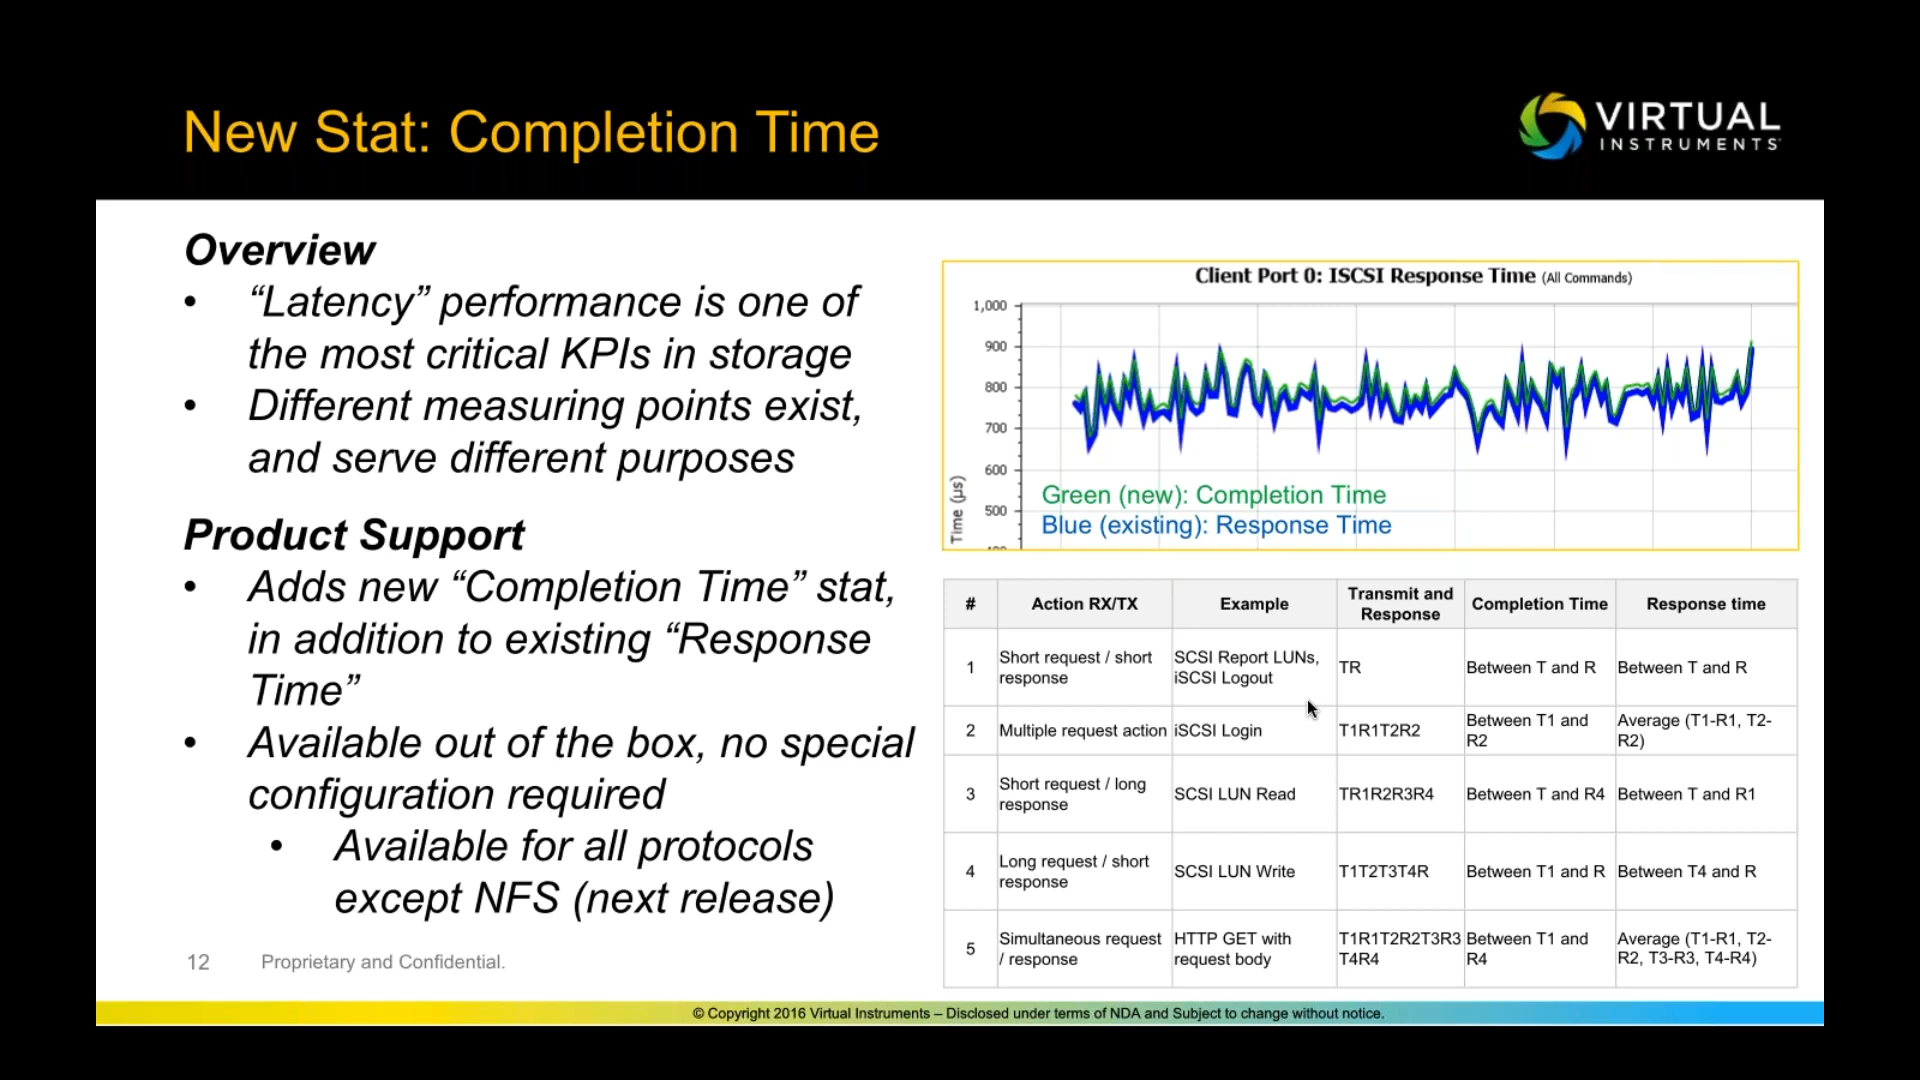 New Stat: Completion Time
VIRTUAL
INSTRUMENTS
Overview
• “Latency” performance is one of
the most critical KPIs in storage
• Different measuring points exist,
and serve different purposes
Product Support
• Adds new “Completion Time” stat,
in addition to existing “Response
Time”
• Available out of the box, no special
configuration required
• Available for all protocols
except NFS (next release)
Client Port 0: ISCSI Response Time (All Commands)
1,000
900
800
700
600
500
Time (µs)
Green (new): Completion Time
Blue (existing): Response Time
# Action RX/TX Example Transmit and Response Completion Time Response time
1 Short request / short response SCSI Report LUNs, iSCSI Logout TR Between T and R Between T and R
2 Multiple request action iSCSI Login T1R1T2R2 Between T1 and R2 Average (T1-R1, T2-R2)
3 Short request / long response SCSI LUN Read TR1R2R3R4 Between T and R4 Between T and R1
4 Long request / short response SCSI LUN Write T1T2T3T4R Between T1 and R Between T4 and R
5 Simultaneous request / response HTTP GET with request body T1R1T2R2T3R3T4R4 Between T1 and R4 Average (T1-R1, T2-R2, T3-R3, T4-R4)
12 Proprietary and Confidential.
© Copyright 2016 Virtual Instruments – Disclosed under terms of NDA and Subject to change without notice.